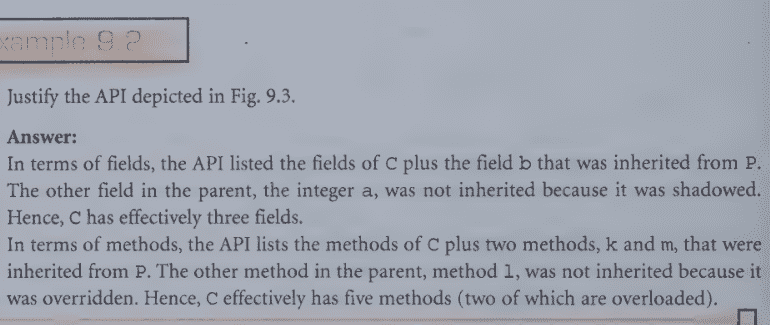 xample 9 2
Justify the API depicted in Fig. 9.3.
Answer:
In terms of fields, the API listed the fields of C plus the field b that was inherited from P.
The other field in the parent, the integer a, was not inherited because it was shadowed.
Hence, C has effectively three fields.
In terms of methods, the API lists the methods of C plus two methods, k and m, that were
inherited from P. The other method in the parent, method l, was not inherited because it
was overridden. Hence, C effectively has five methods (two of which are overloaded).